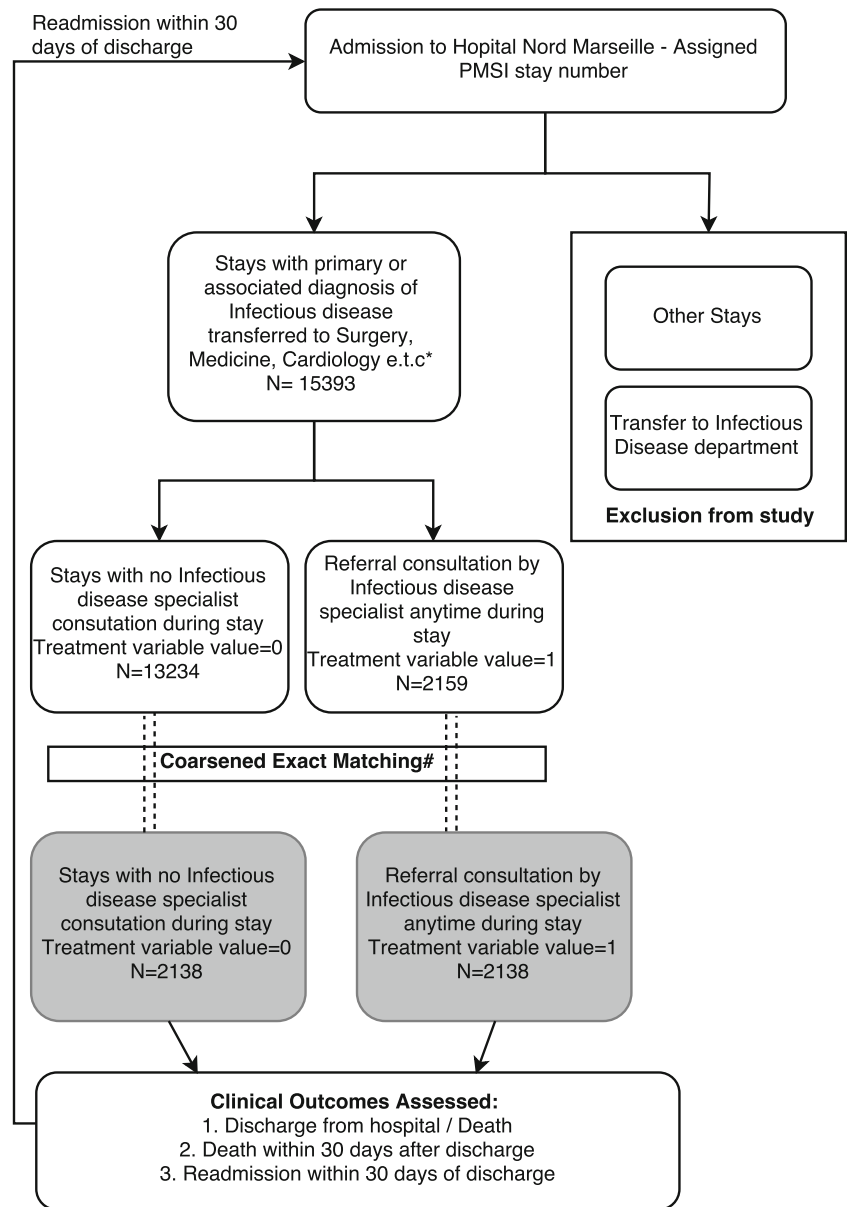 Readmission within 30
days of discharge
Admission to Hopital Nord Marseille - Assigned
PMSI stay number
Stays with primary or
associated diagnosis of
Infectious disease
transferred to Surgery,
Medicine, Cardiology e.t.c*
N= 15393
Other Stays
Transfer to Infectious
Disease department
Exclusion from study
Stays with no Infectious
disease specialist
consutation during stay
Treatment variable value=0
N=13234
Referral consultation by
Infectious disease
specialist anytime during
stay
Treatment variable value=1
N=2159
Coarsened Exact Matching#
Stays with no Infectious
disease specialist
consutation during stay
Treatment variable value=0
N=2138
Referral consultation by
Infectious disease specialist
anytime during stay
Treatment variable value=1
N=2138
Clinical Outcomes Assessed:
1. Discharge from hospital / Death
2. Death within 30 days after discharge
3. Readmission within 30 days of discharge